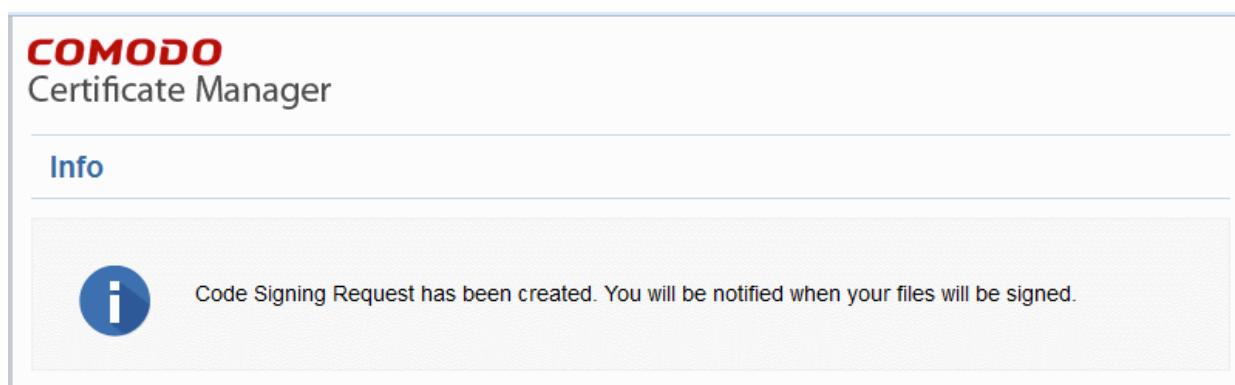 COMODO
Certificate Manager
Info
Code Signing Request has been created. You will be notified when your files will be signed.